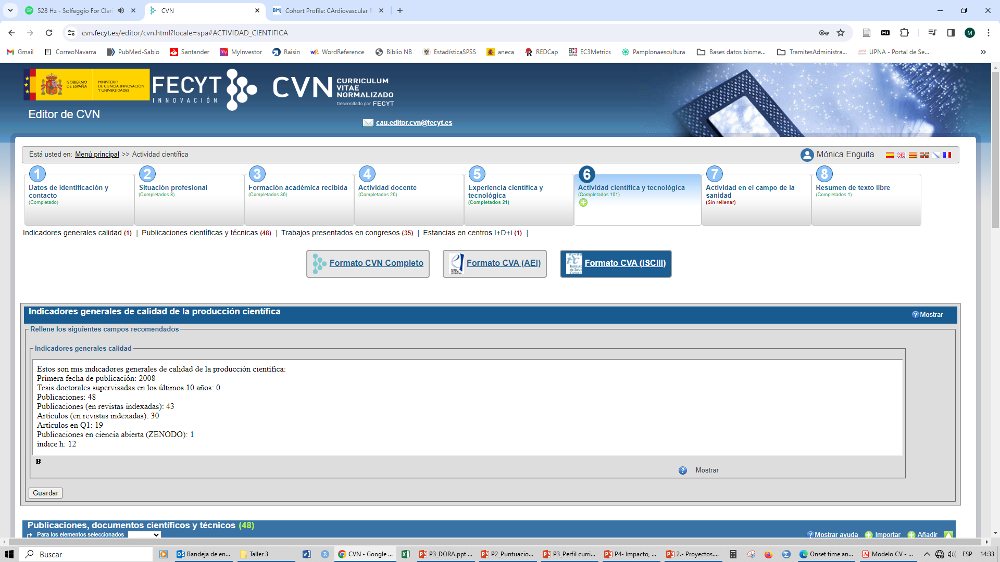 528 Hz - Solfeggio For Clari
CVN
BMJ Cohort Profile: CArdiovascular R
cvn.fecyt.es/editor/cvn.html?locale=spa#ACTIVIDAD_CIENTIFICA
M
Gmail CorreoNavarra PubMed-Sabio Santander my MyInvestor Raisin wR WordReference Biblio NB EstadísticaSPSS aneca REDCap EC3 EC3Metrics Pamplonaescultura Bases datos biome... TramitesAdministra... upna UPNA - Portal de Se...
GOBIERNO DE ESPAÑA
MINISTERIO DE CIENCIA, INNOVACIÓN Y UNIVERSIDADES
FECYT
INNOVACIÓN
CVN CURRICULUM VITAE NORMALIZADO
Desarrollado por FECYT
Editor de CVN
cau.editor.cvn@fecyt.es
Está usted en: Menú principal >> Actividad científica
Mónica Enguita
1 Datos de identificación y contacto
(Completado)
2 Situación profesional
(Completados 8)
3 Formación académica recibida
(Completados 36)
4 Actividad docente
(Completados 20)
5 Experiencia científica y tecnológica
(Completados 21)
6 Actividad científica y tecnológica
(Completados 101)
7 Actividad en el campo de la sanidad
(Sin rellenar)
8 Resumen de texto libre
(Completados 1)
Indicadores generales calidad (1) | Publicaciones científicas y técnicas (48) | Trabajos presentados en congresos (35) | Estancias en centros I+D+i (1) |
Formato CVN Completo
Formato CVA (AEI)
isc Instituto de Salud Carlos III Formato CVA (ISCIII)
Indicadores generales de calidad de la producción científica
Mostrar
Rellene los siguientes campos recomendados
Indicadores generales calidad
Estos son mis indicadores generales de calidad de la producción científica:
Primera fecha de publicación: 2008
Tesis doctorales supervisadas en los últimos 10 años: 0
Publicaciones: 48
Publicaciones (en revistas indexadas): 43
Artículos (en revistas indexadas): 30
Artículos en Q1: 19
Publicaciones en ciencia abierta (ZENODO): 1
índice h: 12
B
Mostrar
Guardar
Publicaciones, documentos científicos y técnicos (48)
Para los elementos seleccionados
Mostrar ayuda Importar Añadir
Buscar
Bandeja de en...
Taller 3
CVN - Google ...
P3_DORA.ppt ...
P2_Puntuacio...
P3_Perfil curri...
P4- Impacto, ...
2.- Proyectos....
Onset time an...
Modelo CV - ...
ESP
14:33